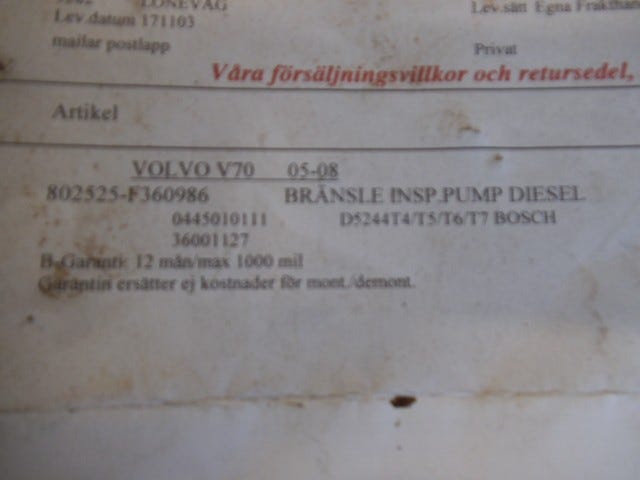 LONEVÅG
Lev.sätt Egna Frakthan
Lev.datum 171103
mailar postlapp
Privat
Våra försäljningsvillkor och retursedel,
Artikel
VOLVO V70 05-08
802525-F360986 BRÄNSLE INSP.PUMP DIESEL
0445010111 D5244T4/T5/T6/T7 BOSCH
36001127
B-Garanti: 12 mån/max 1000 mil
Garantin ersätter ej kostnader för mont./demont.